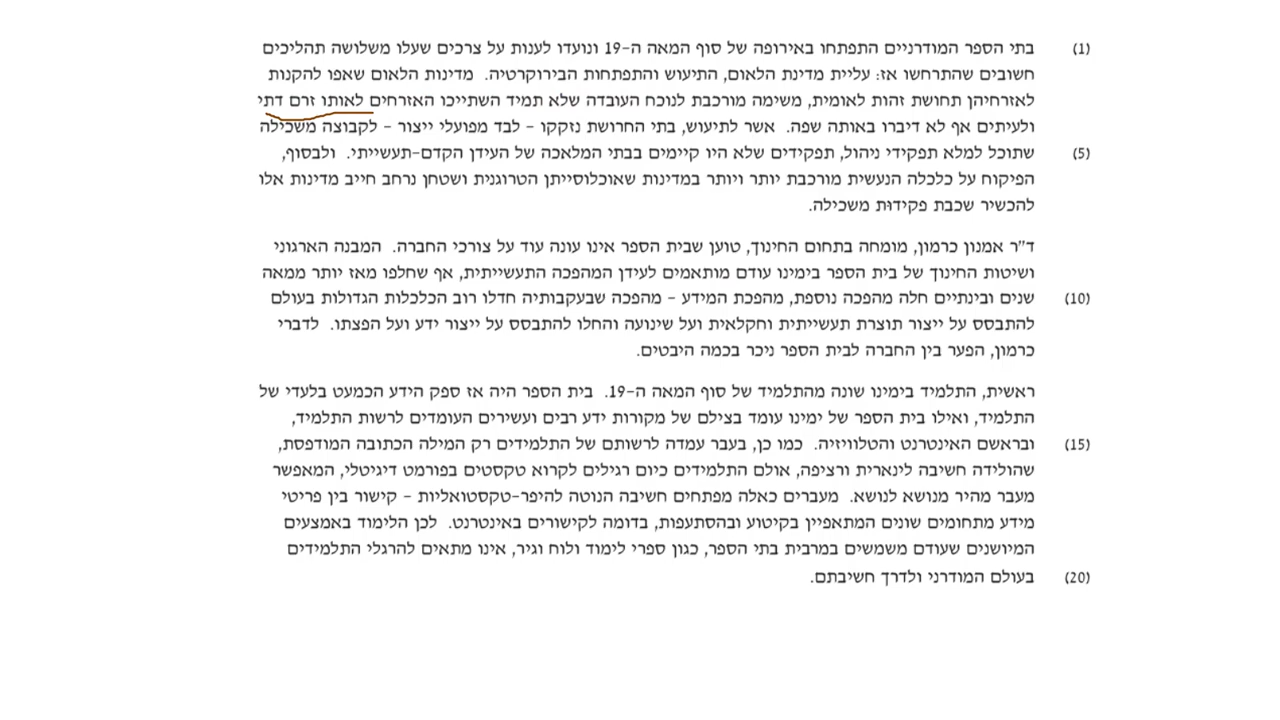 (1) בתי הספר המודרניים התפתחו באירופה של סוף המאה ה-19 ונועדו לענות על צרכים שעלו משלושה תהליכים
חשובים שהתרחשו אז: עליית מדינת הלאום, התיעוש והתפתחות הבירוקרטיה. מדינות הלאום שאפו להקנות
לאזרחיהן תחושת זהות לאומית, משימה מורכבת לנוכח העובדה שלא תמיד השתייכו האזרחים לאותו זרם דתי
ולעיתים אף לא דיברו באותה שפה. אשר לתיעוש, בתי החרושת נזקקו - לבד מפועלי ייצור - לקבוצה משכילה
(5) שתוכל למלא תפקידי ניהול, תפקידים שלא היו קיימים בבתי המלאכה של העידן הקדם-תעשייתי. ולבסוף,
הפיקוח על כלכלה הנעשית מורכבת יותר ויותר במדינות שאוכלוסייתן הטרוגנית ושטחן נרחב חייב מדינות אלו
להכשיר שכבת פקידוּת משכילה.
ד"ר אמנון כרמון, מומחה בתחום החינוך, טוען שבית הספר אינו עונה עוד על צורכי החברה. המבנה הארגוני
ושיטות החינוך של בית הספר בימינו עודם מותאמים לעידן המהפכה התעשייתית, אף שחלפו מאז יותר ממאה
(10) שנים ובינתיים חלה מהפכה נוספת, מהפכת המידע - מהפכה שבעקבותיה חדלו רוב הכלכלות הגדולות בעולם
להתבסס על ייצור תוצרת תעשייתית וחקלאית ועל שינועה והחלו להתבסס על ייצור ידע ועל הפצתו. לדברי
כרמון, הפער בין החברה לבית הספר ניכר בכמה היבטים.
ראשית, התלמיד בימינו שונה מהתלמיד של סוף המאה ה-19. בית הספר היה אז ספק הידע הכמעט בלעדי של
התלמיד, ואילו בית הספר של ימינו עומד בצילם של מקורות ידע רבים ועשירים העומדים לרשות התלמיד,
(15) ובראשם האינטרנט והטלוויזיה. כמו כן, בעבר עמדה לרשותם של התלמידים רק המילה הכתובה המודפסת,
שהולידה חשיבה לינארית ורציפה, אולם התלמידים כיום רגילים לקרוא טקסטים בפורמט דיגיטלי, המאפשר
מעבר מהיר מנושא לנושא. מעברים כאלה מפתחים חשיבה הנוטה להיפר-טקסטואליות - קישור בין פריטי
מידע מתחומים שונים המתאפיין בקיטוע ובהסתעפות, בדומה לקישורים באינטרנט. לכן הלימוד באמצעים
המיושנים שעודם משמשים במרבית בתי הספר, כגון ספרי לימוד ולוח וגיר, אינו מתאים להרגלי התלמידים
(20) בעולם המודרני ולדרך חשיבתם.